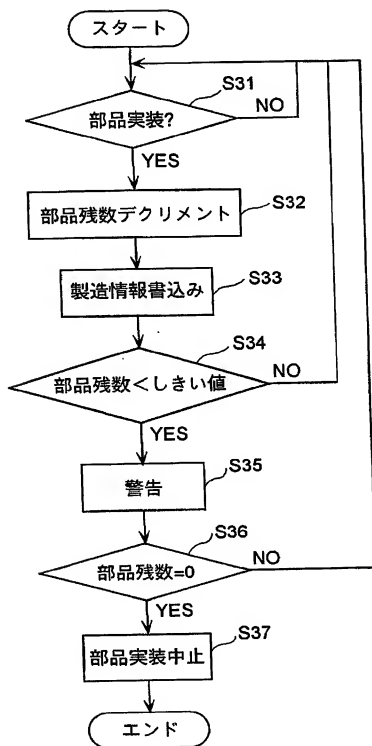 スタート
S31
部品実装?
NO
YES
部品残数デクリメント
S32
製造情報書込み
S33
S34
部品残数<しきい値
NO
YES
警告
S35
S36
部品残数=0
NO
YES
部品実装中止
S37
エンド